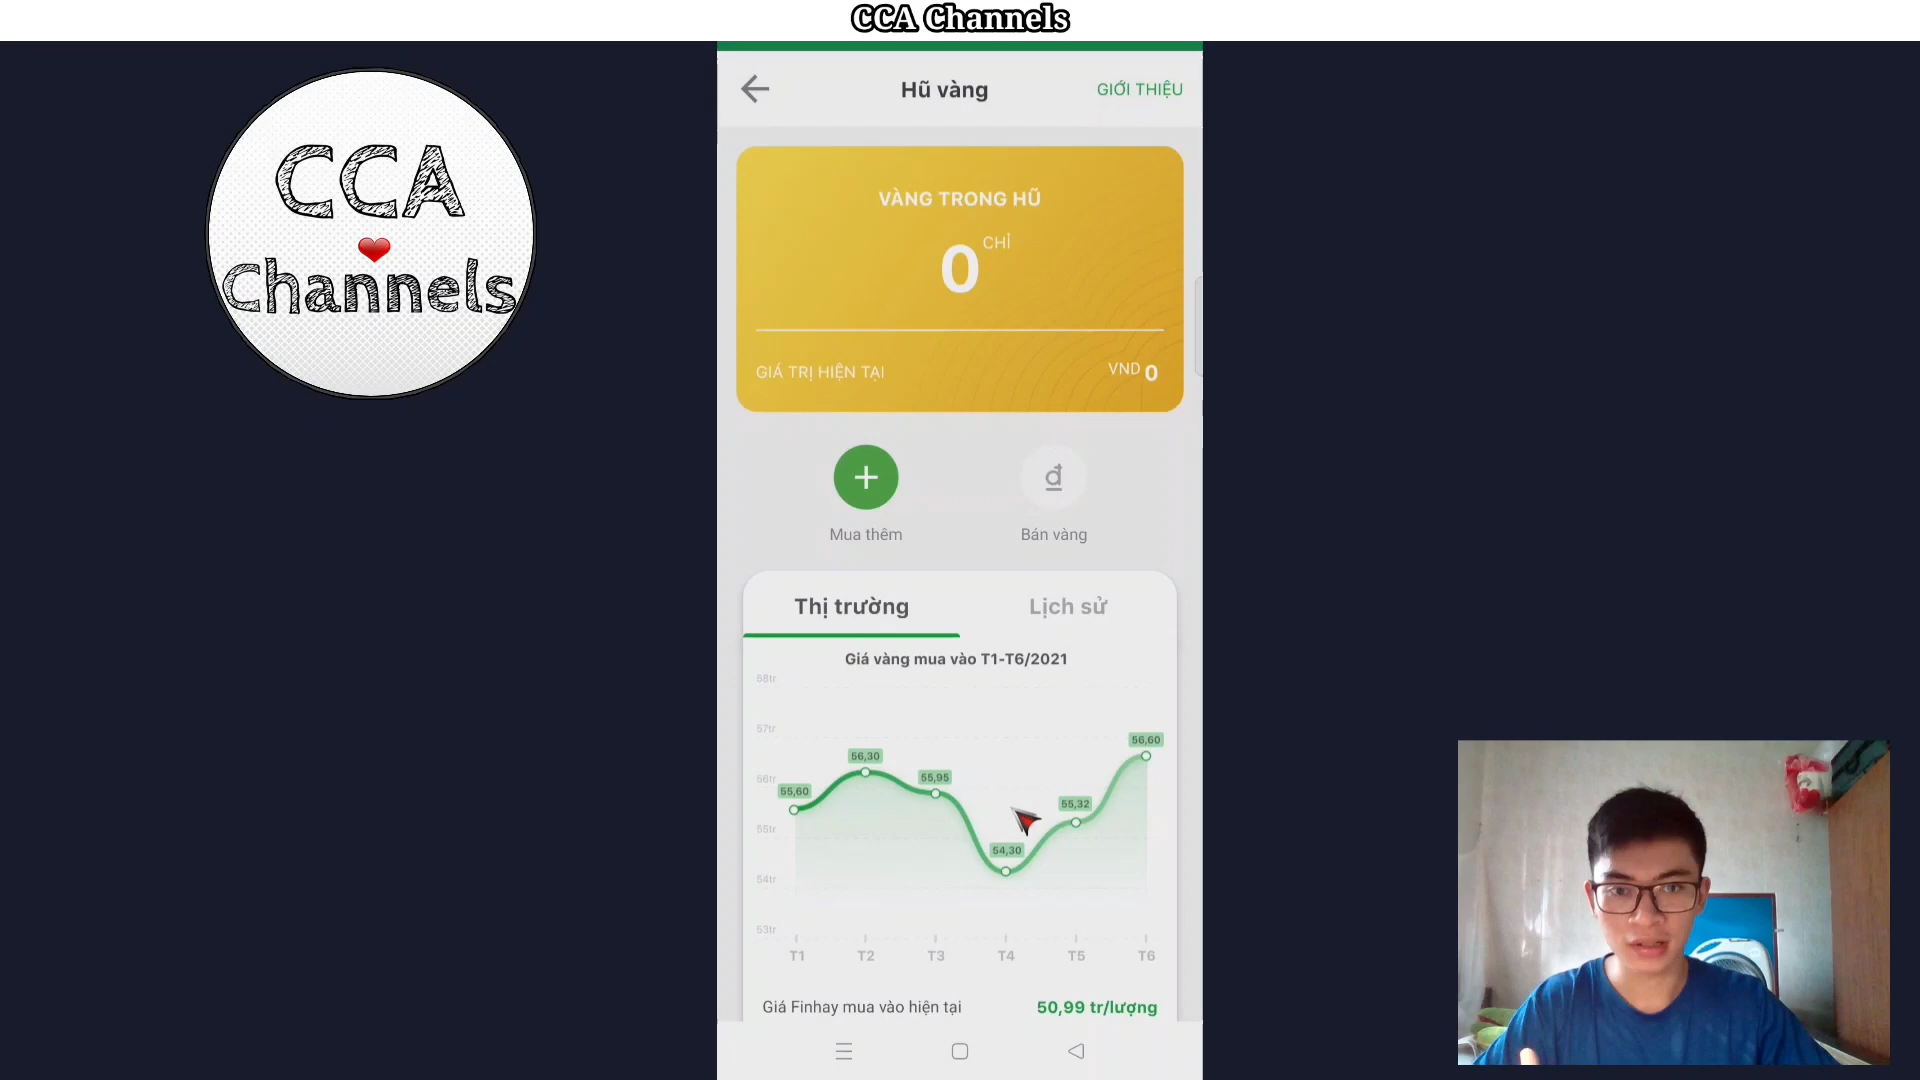 CCA Channels
CCA
Channels
Hũ vàng
GIỚI THIỆU
VÀNG TRONG HŨ
0 CHỈ
GIÁ TRỊ HIỆN TẠI
VND 0
đ
Mua thêm
Bán vàng
Thị trường
Lịch sử
Giá vàng mua vào T1-T6/2021
58tr
57tr
56tr
55tr
54tr
53tr
55,60
56,30
55,95
54,30
55,32
56,60
T1 T2 T3 T4 T5 T6
Giá Finhay mua vào hiện tại
50,99 tr/lượng